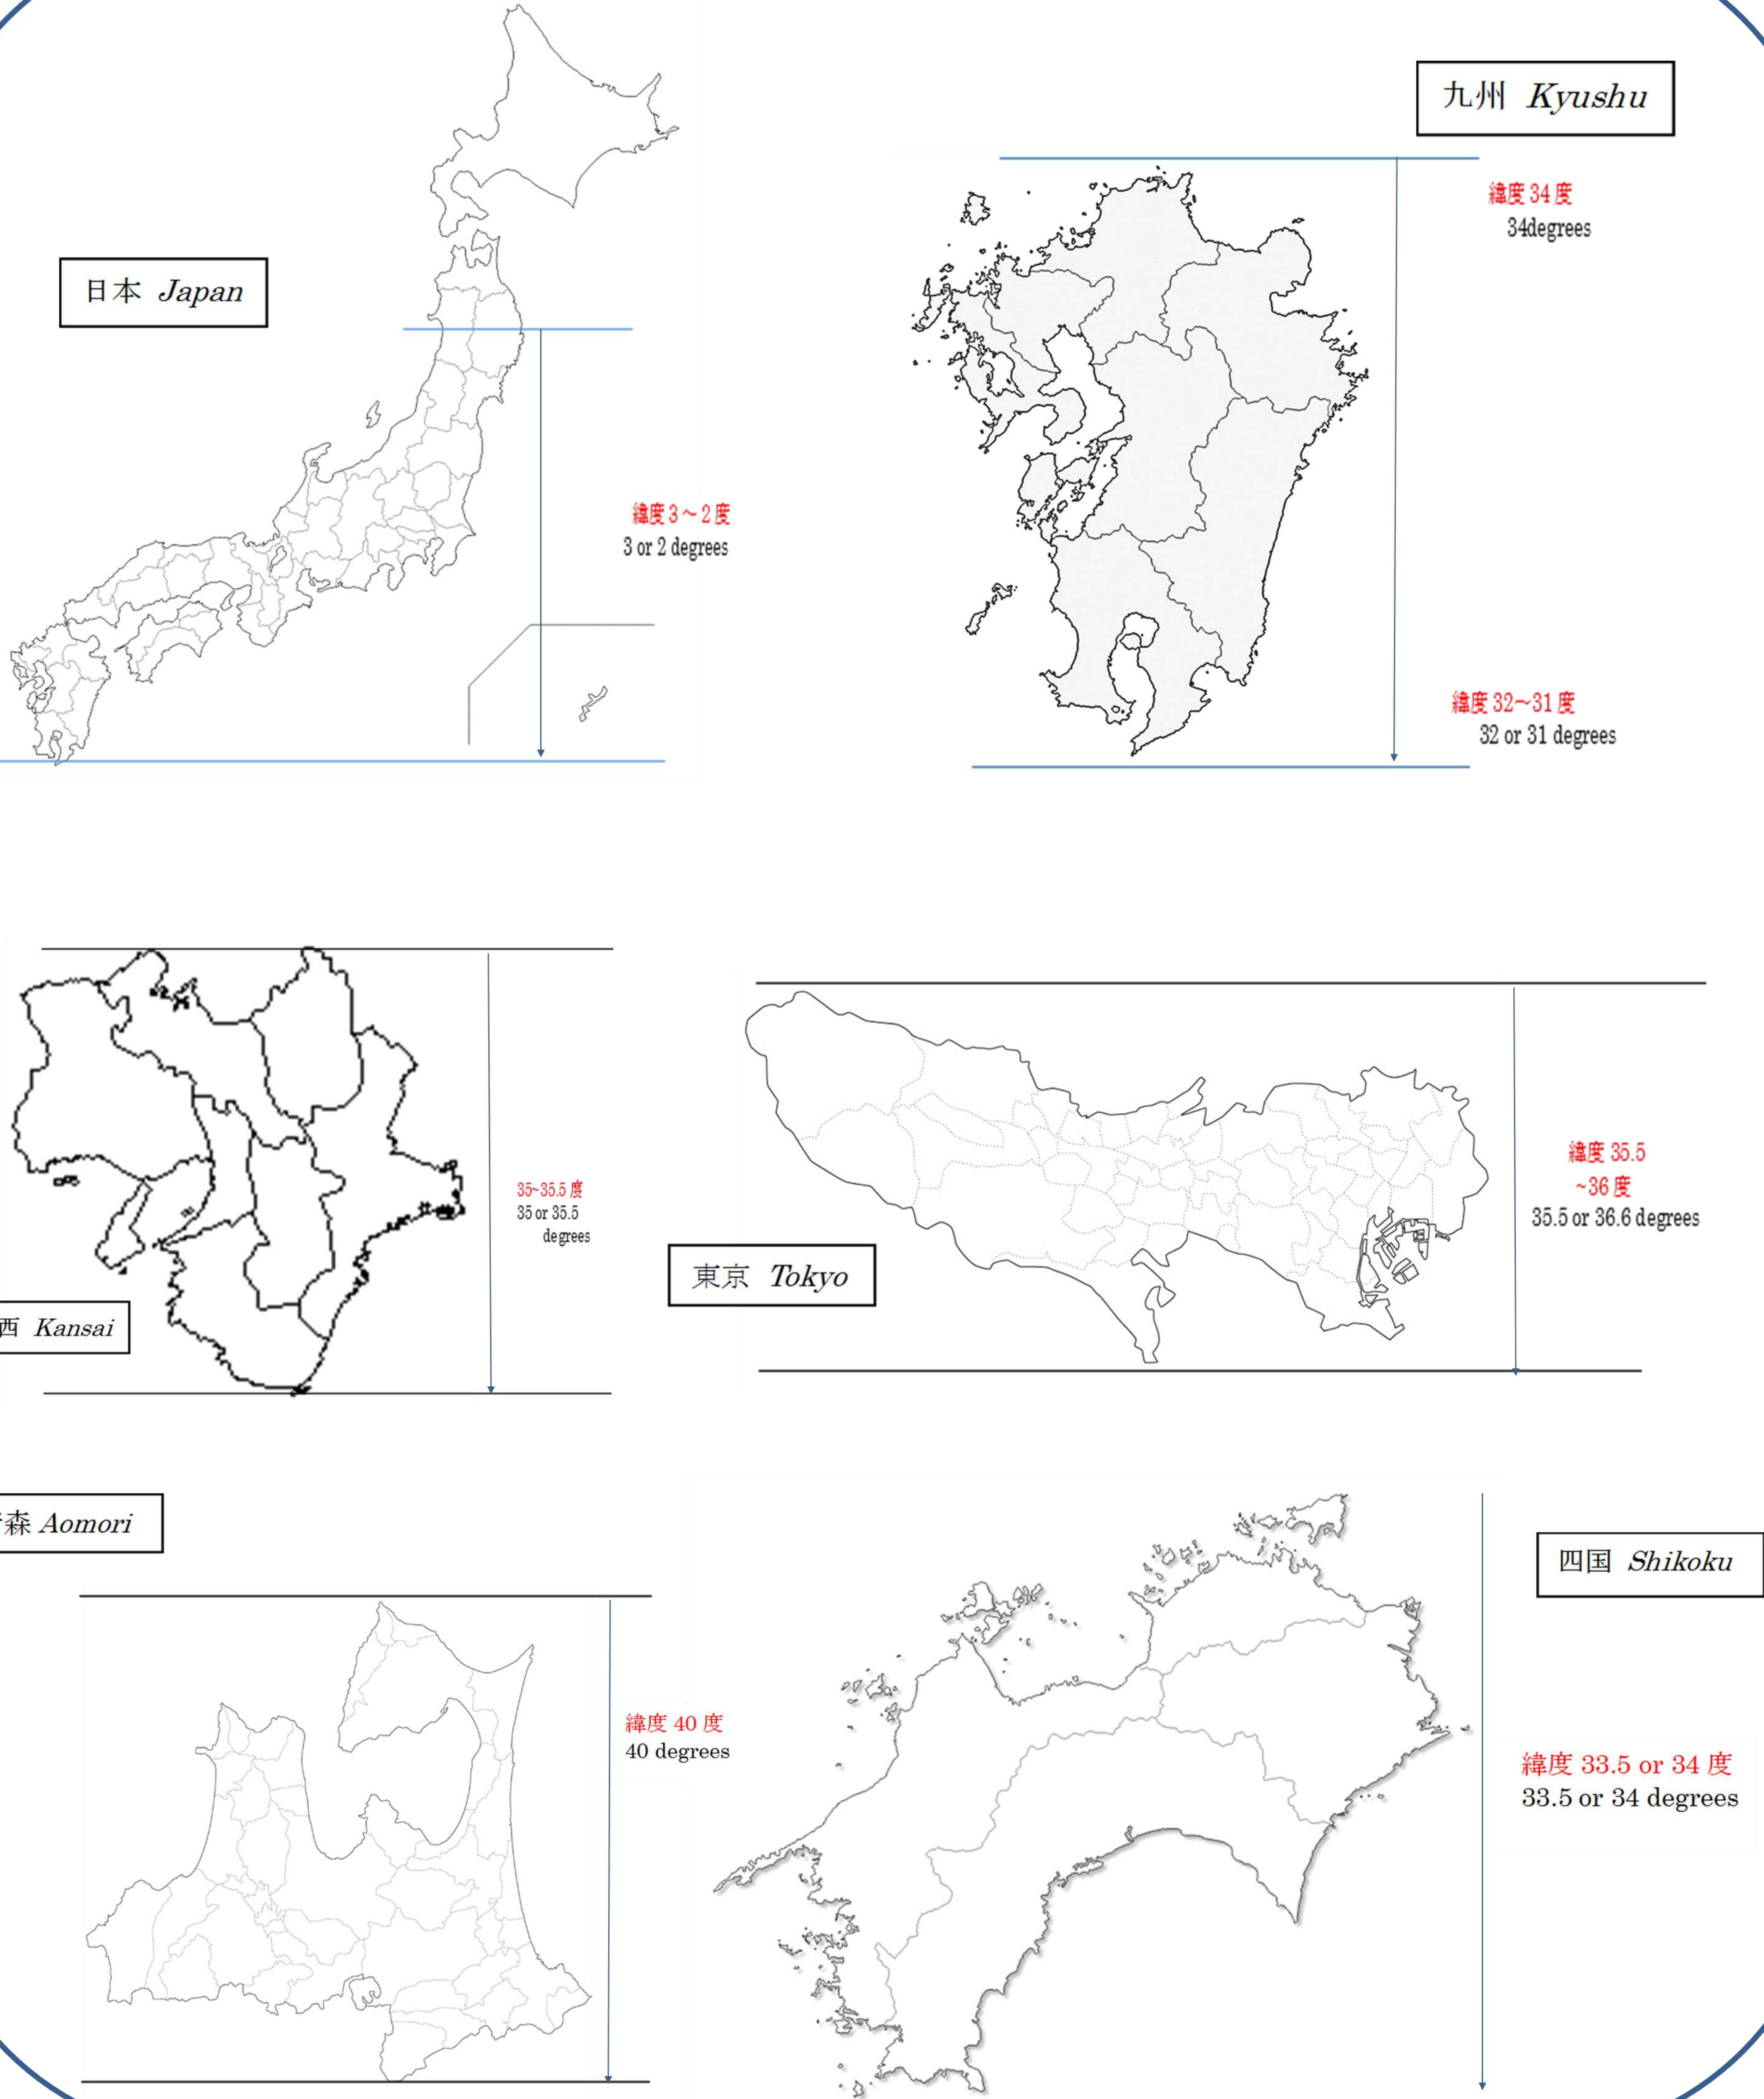 九州 Kyushu
緯度 34 度
34degrees
日本 Japan
緯度 3～2 度
3 or 2 degrees
緯度 32～31 度
32 or 31 degrees
35~35.5 度
35 or 35.5
degrees
西 Kansai
緯度 35.5
~36 度
35.5 or 36.6 degrees
東京 Tokyo
森 Aomori
緯度 40 度
40 degrees
四国 Shikoku
緯度 33.5 or 34 度
33.5 or 34 degrees